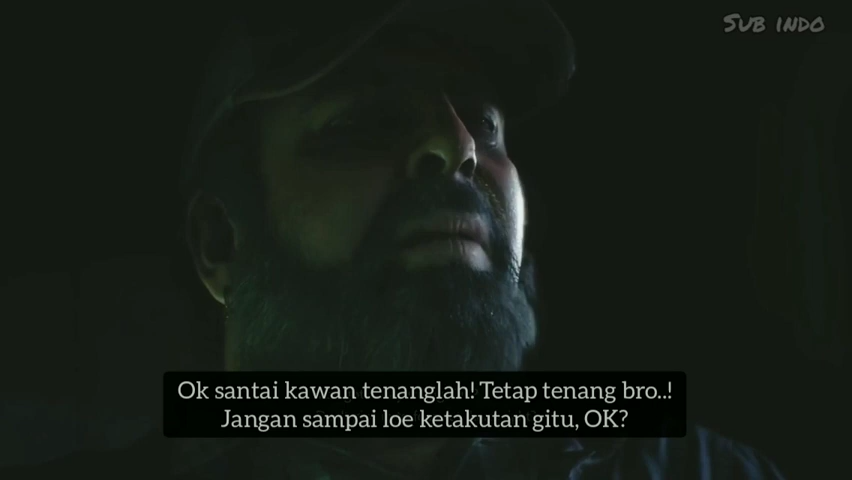 Sub indo
Ok santai kawan tenanglah! Tetap tenang bro..!
Jangan sampai loe ketakutan gitu, OK?